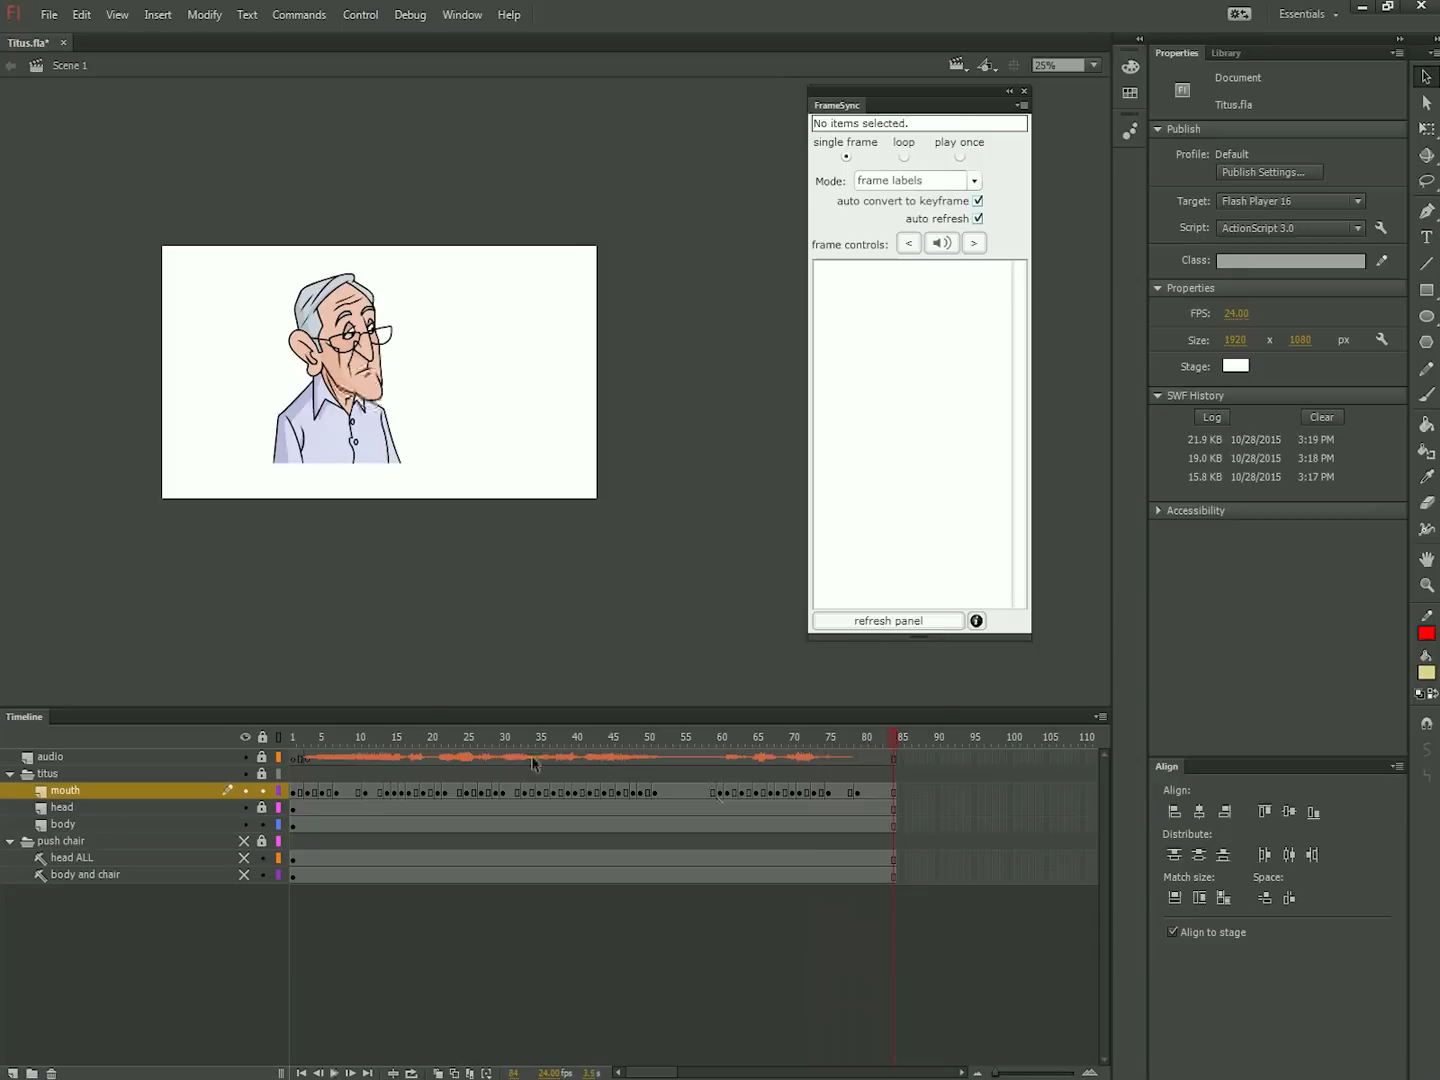 Fl File Edit View Insert Modify Text Commands Control Debug Window Help Essentials
Titus.fla* ×
Scene 1 25%
FrameSync
No items selected.
single frame loop play once
Mode: frame labels
auto convert to keyframe
auto refresh
frame controls: < >
refresh panel
Properties Library
Document
Fl
Titus.fla
Publish
Profile: Default
Publish Settings...
Target: Flash Player 16
Script: ActionScript 3.0
Class:
Properties
FPS: 24.00
Size: 1920 x 1080 px
Stage:
SWF History
Log Clear
21.9 KB 10/28/2015 3:19 PM
19.0 KB 10/28/2015 3:18 PM
15.8 KB 10/28/2015 3:17 PM
Accessibility
Timeline
1 5 10 15 20 25 30 35 40 45 50 55 60 65 70 75 80 85 90 95 100 105 110
audio
titus
mouth
head
body
push chair
head ALL
body and chair
84 24.00fps 3.5s
Align
Align:
Distribute:
Match size: Space:
Align to stage